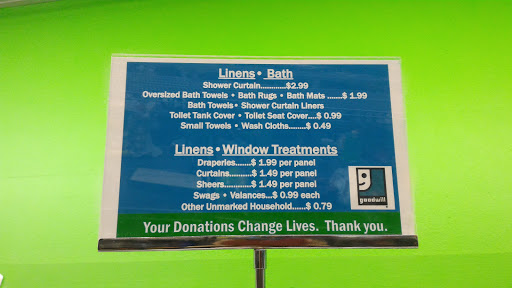 Linens• Bath
Shower Curtain............$2.99
Oversized Bath Towels • Bath Rugs • Bath Mats .......$ 1.99
Bath Towels• Shower Curtain Liners
Toilet Tank Cover • Toilet Seat Cover....$ 0.99
Small Towels • Wash Cloths........$ 0.49
Linens•Window Treatments
Draperies.......$ 1.99 per panel
Curtains..........$ 1.49 per panel
Sheers............$ 1.49 per panel
Swags • Valances...$ 0.99 each
Other Unmarked Household......$ 0.79
goodwill
Your Donations Change Lives. Thank you.